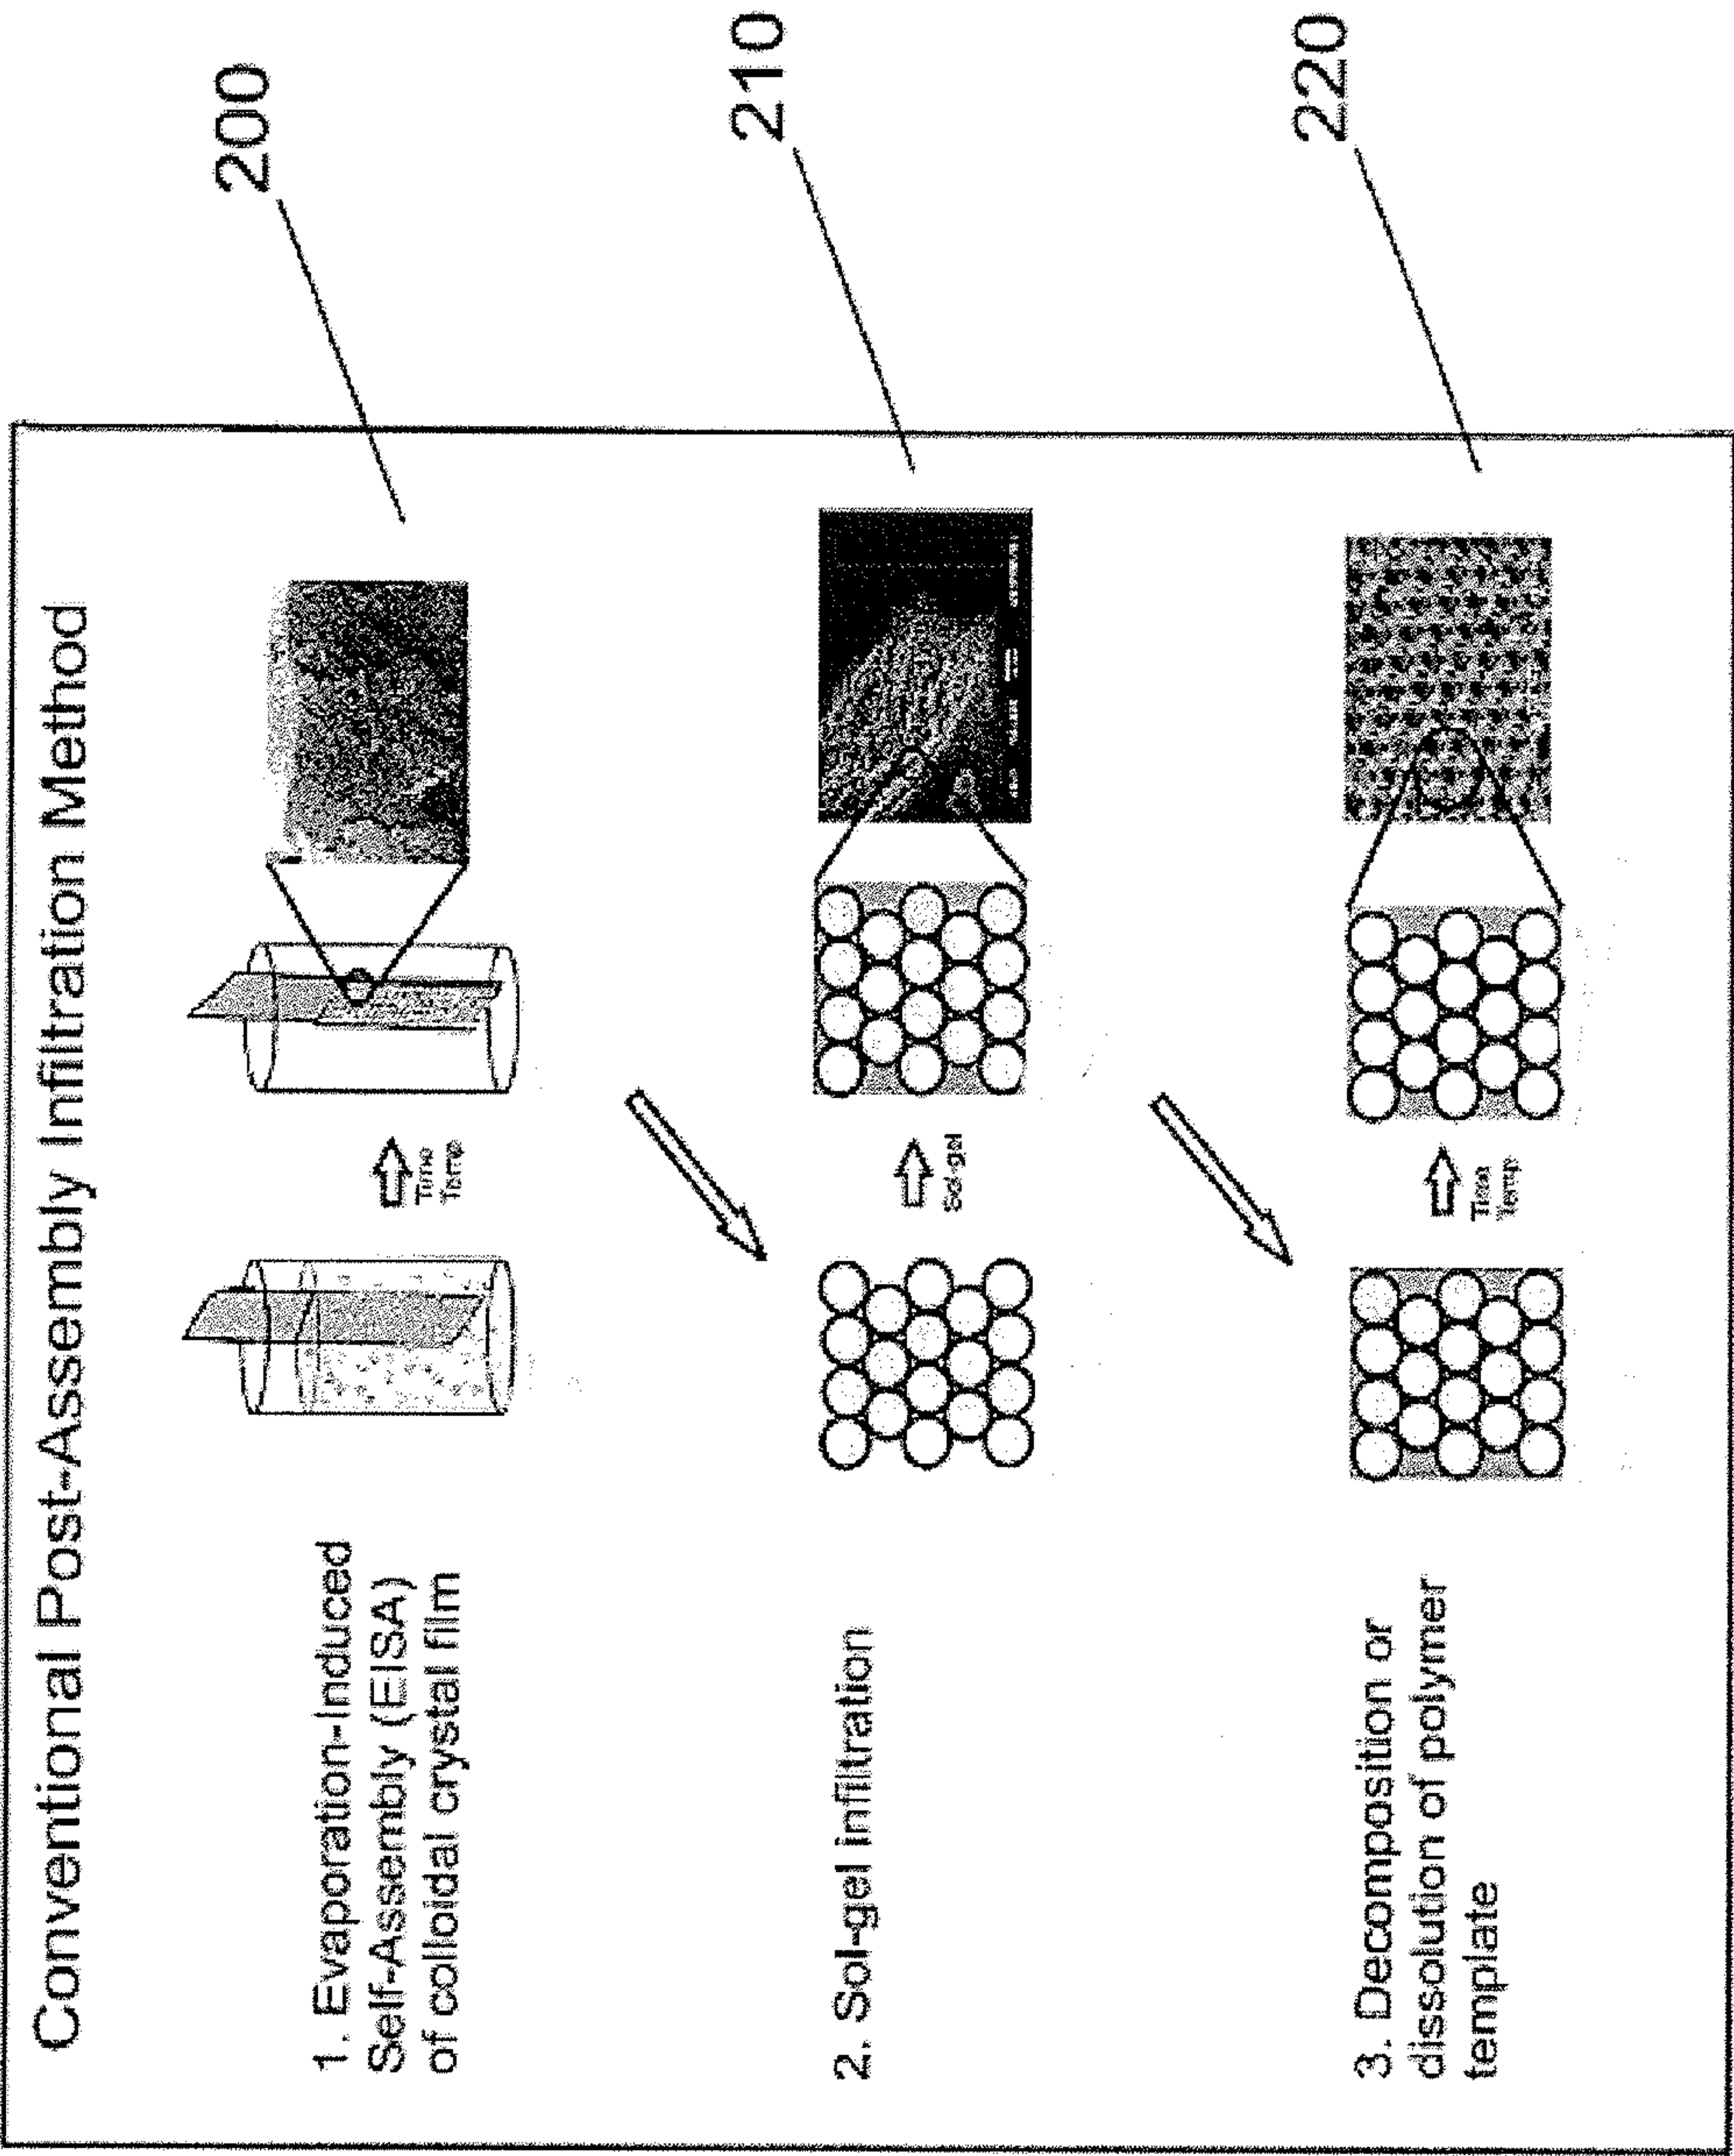 Conventional Post-Assembly Infiltration Method
1. Evaporation-Induced
Self-Assembly (EISA)
of colloidal crystal film
Time
Temp
200
2. Sol-gel infiltration
Sol-gel
210
3. Decomposition or
dissolution of polymer
template
Time
Temp
220